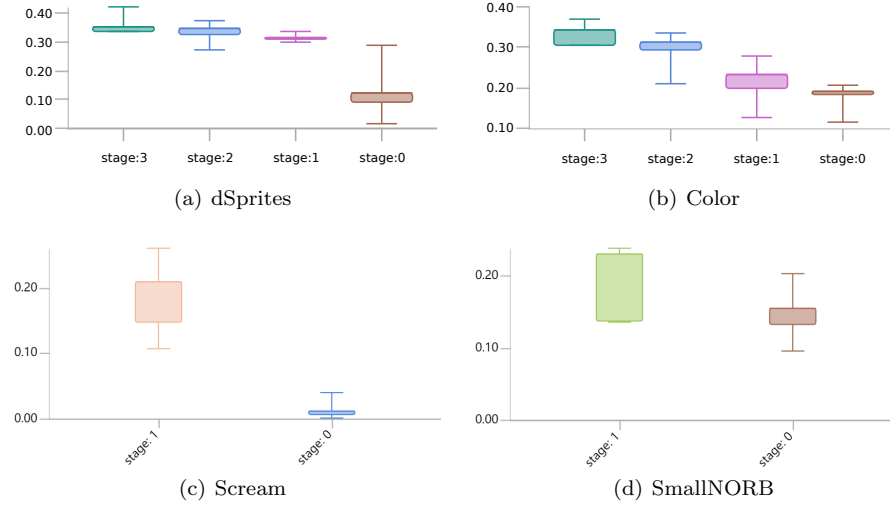 0.40
0.30
0.20
0.10
0.00
stage:3 stage:2 stage:1 stage:0
(a) dSprites
0.40
0.30
0.20
0.10
stage:3 stage:2 stage:1 stage:0
(b) Color
0.20
0.10
0.00
stage: 1 stage: 0
(c) Scream
0.20
0.10
0.00
stage: 1 stage: 0
(d) SmallNORB